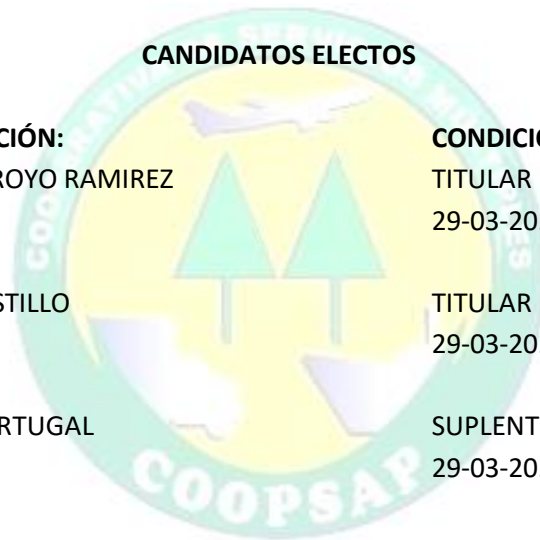 CANDIDATOS ELECTOS
CIÓN: CONDICI
ROYO RAMIREZ TITULAR
29-03-20
STILLO TITULAR
29-03-20
RTUGAL SUPLENT
29-03-20
COOPSAP